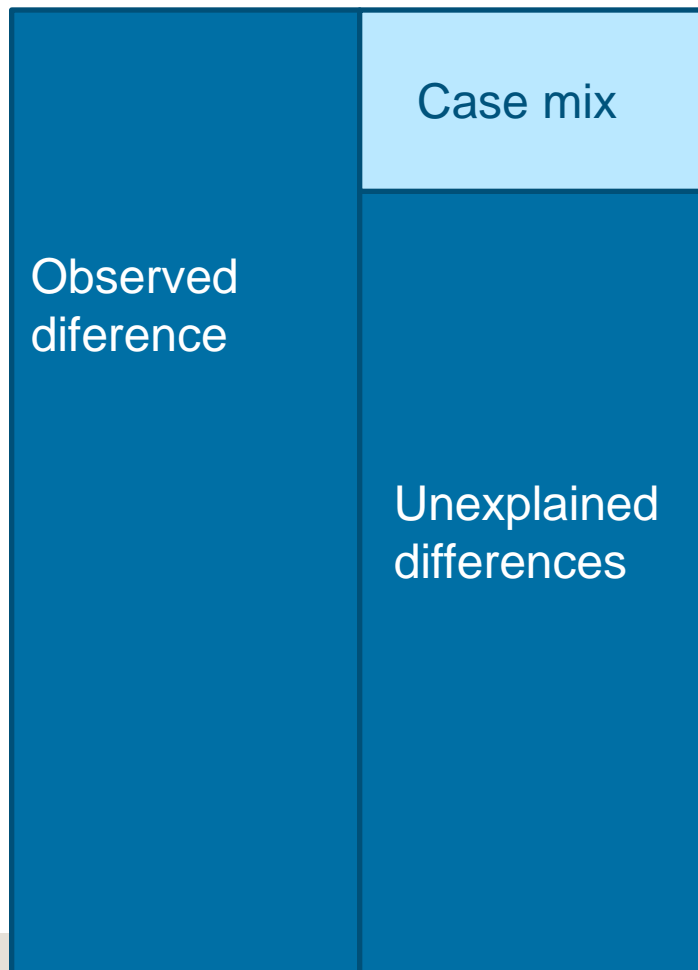 Case mix
Observed
diference
Unexplained
differences